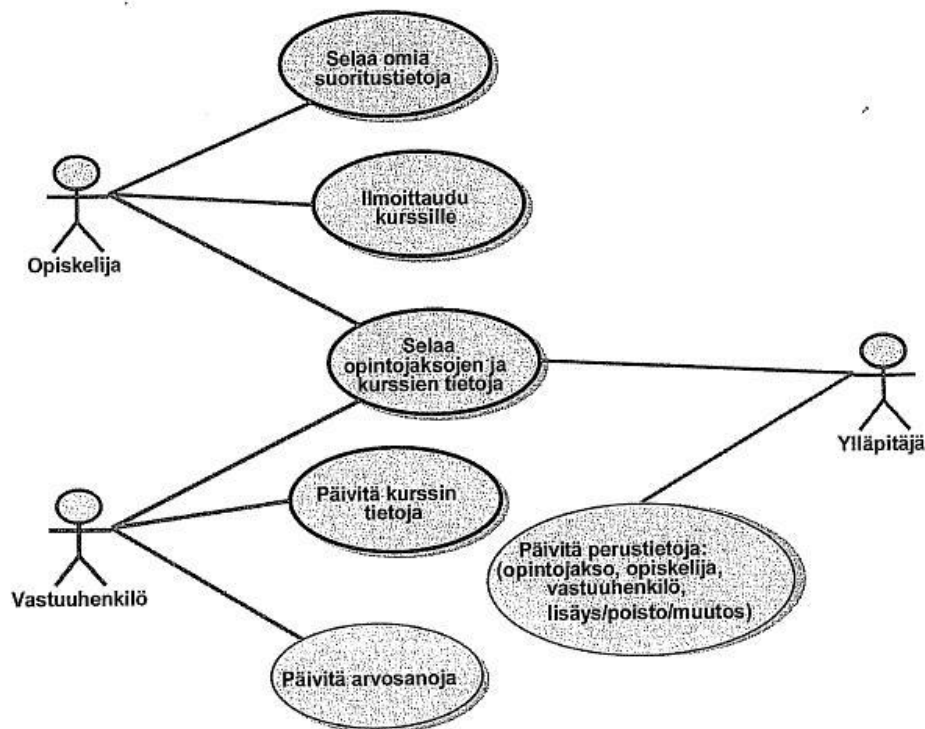 Selaa omia
suoritustietoja
Ilmoittaudu
kurssille
Opiskelija
Selaa
opintojaksojen ja
kurssien tietoja
Ylläpitäjä
Päivitä kurssin
tietoja
Vastuuhenkilö
Päivitä perustietoja:
(opintojakso, opiskelija,
vastuuhenkilö,
lisäys/poisto/muutos)
Päivitä arvosanoja